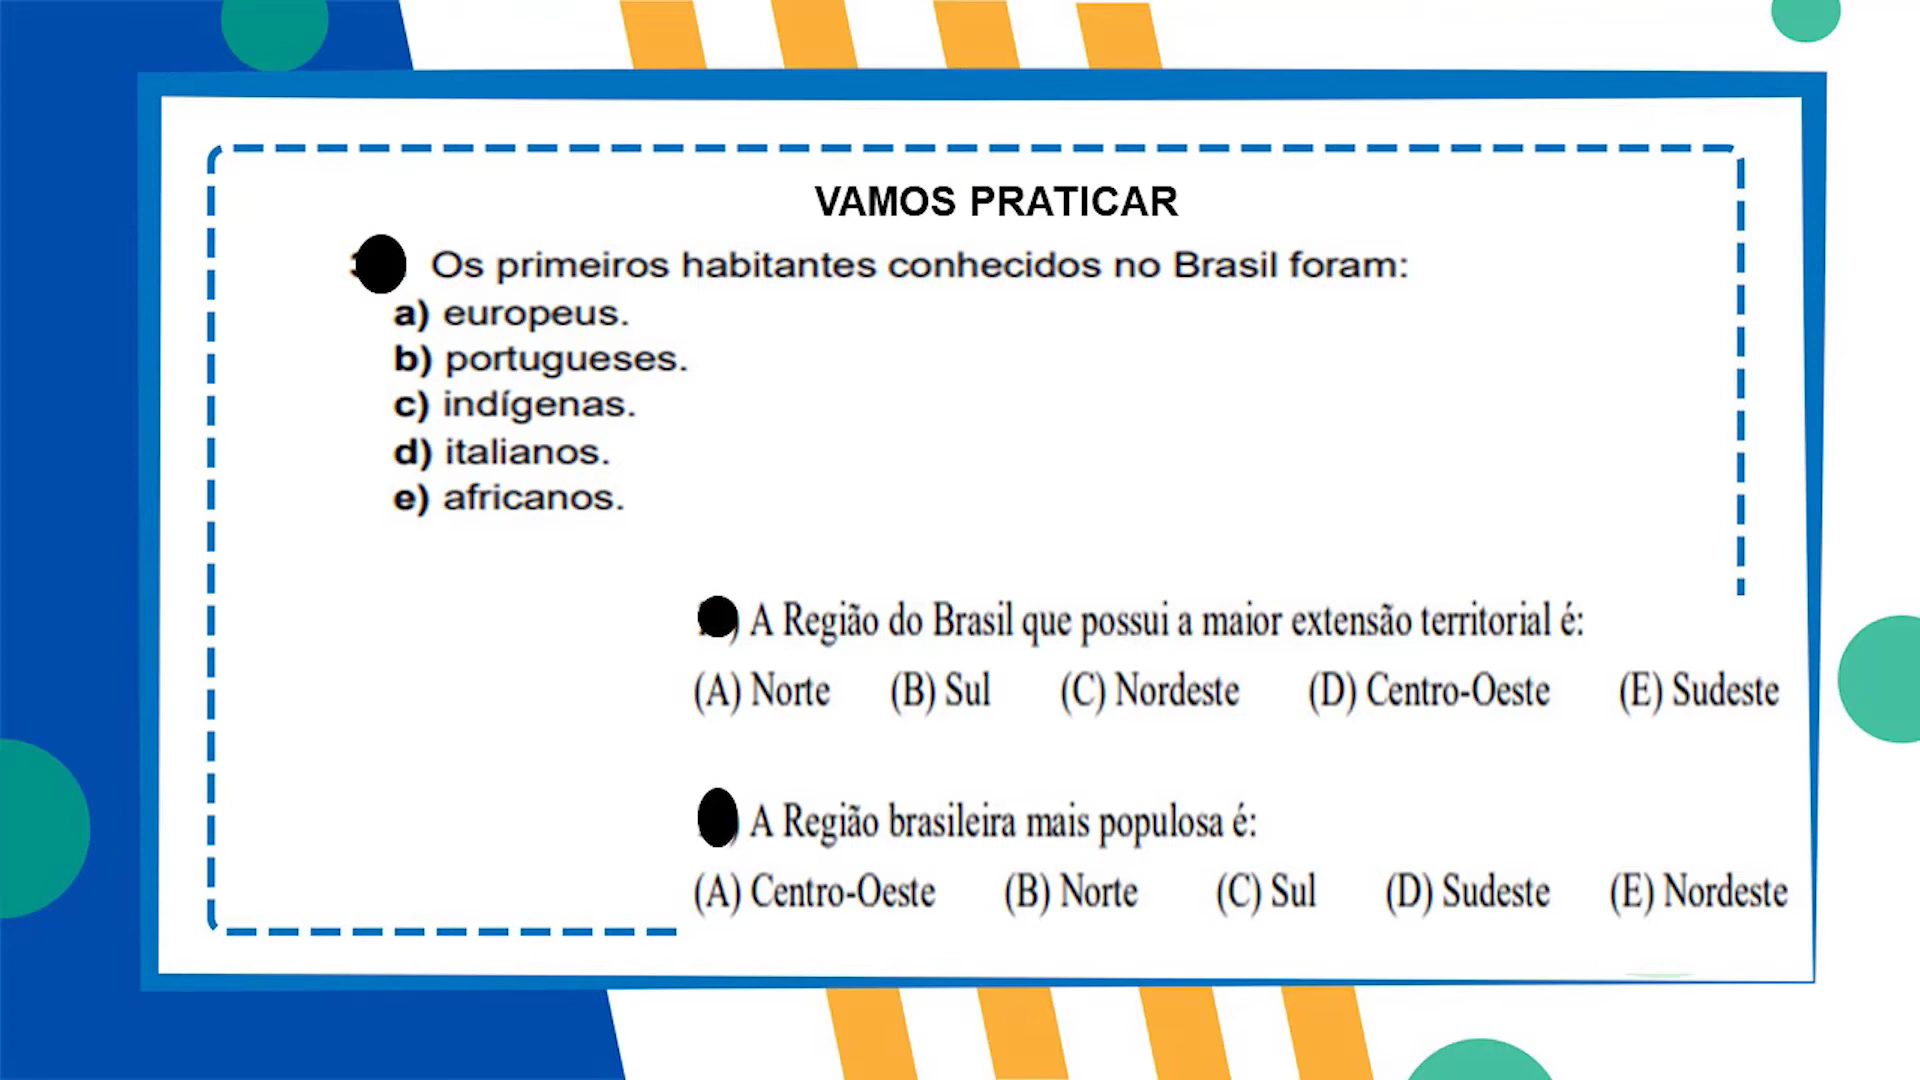 VAMOS PRATICAR
Os primeiros habitantes conhecidos no Brasil foram:
a) europeus.
b) portugueses.
c) indígenas.
d) italianos.
e) africanos.
A Região do Brasil que possui a maior extensão territorial é:
(A) Norte (B) Sul (C) Nordeste (D) Centro-Oeste (E) Sudeste
A Região brasileira mais populosa é:
(A) Centro-Oeste (B) Norte (C) Sul (D) Sudeste (E) Nordeste